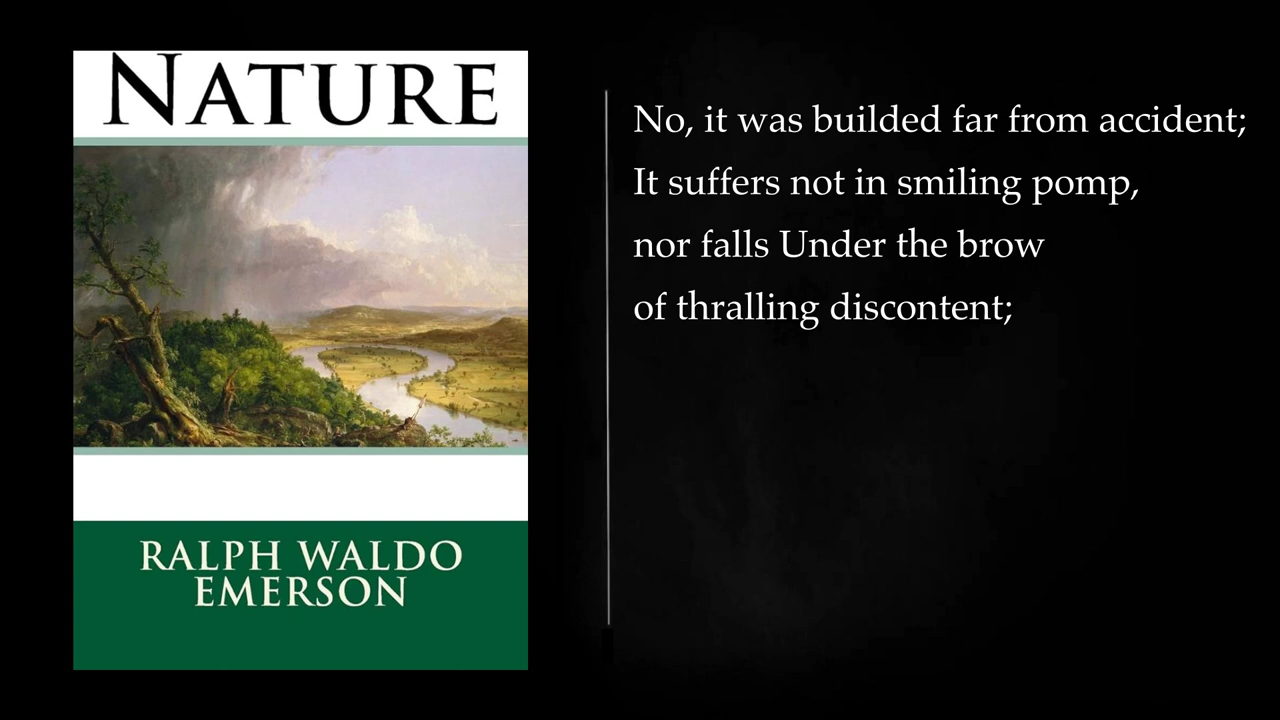 NATURE
RALPH WALDO
EMERSON
No, it was builded far from accident;
It suffers not in smiling pomp,
nor falls Under the brow
of thralling discontent;